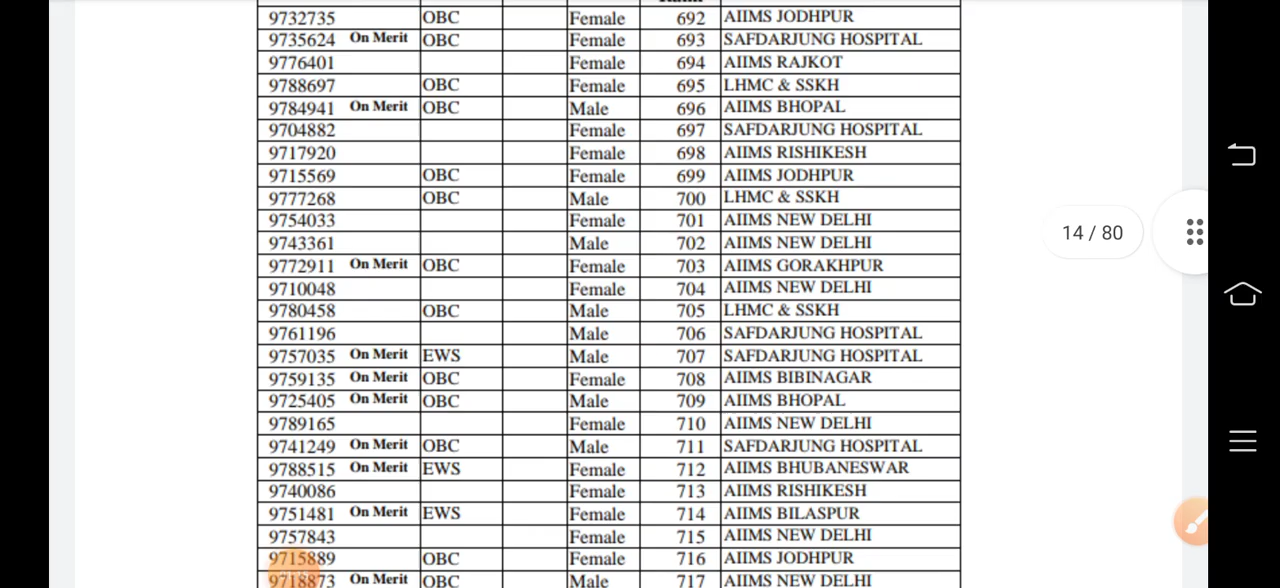 9732735 OBC Female 692 AIIMS JODHPUR
9735624 On Merit OBC Female 693 SAFDARJUNG HOSPITAL
9776401 Female 694 AIIMS RAJKOT
9788697 OBC Female 695 LHMC & SSKH
9784941 On Merit OBC Male 696 AIIMS BHOPAL
9704882 Female 697 SAFDARJUNG HOSPITAL
9717920 Female 698 AIIMS RISHIKESH
9715569 OBC Female 699 AIIMS JODHPUR
9777268 OBC Male 700 LHMC & SSKH
9754033 Female 701 AIIMS NEW DELHI
9743361 Male 702 AIIMS NEW DELHI
9772911 On Merit OBC Female 703 AIIMS GORAKHPUR
9710048 Female 704 AIIMS NEW DELHI
9780458 OBC Male 705 LHMC & SSKH
9761196 Male 706 SAFDARJUNG HOSPITAL
9757035 On Merit EWS Male 707 SAFDARJUNG HOSPITAL
9759135 On Merit OBC Female 708 AIIMS BIBINAGAR
9725405 On Merit OBC Male 709 AIIMS BHOPAL
9789165 Female 710 AIIMS NEW DELHI
9741249 On Merit OBC Male 711 SAFDARJUNG HOSPITAL
9788515 On Merit EWS Female 712 AIIMS BHUBANESWAR
9740086 Female 713 AIIMS RISHIKESH
9751481 On Merit EWS Female 714 AIIMS BILASPUR
9757843 Female 715 AIIMS NEW DELHI
9715889 OBC Female 716 AIIMS JODHPUR
9718873 On Merit OBC Male 717 AIIMS NEW DELHI
14 / 80